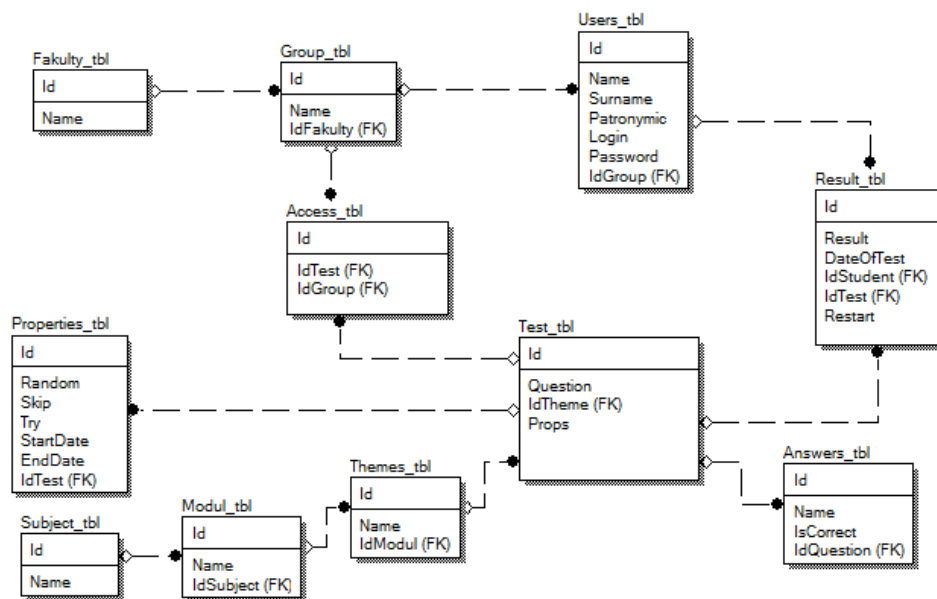 Fakulty_tbl
Id
Name
Group_tbl
Id
Name
IdFakulty (FK)
Users_tbl
Id
Name
Surname
Patronymic
Login
Password
IdGroup (FK)
Result_tbl
Id
Result
DateOfTest
IdStudent (FK)
IdTest (FK)
Restart
Access_tbl
Id
IdTest (FK)
IdGroup (FK)
Properties_tbl
Id
Random
Skip
Try
StartDate
EndDate
IdTest (FK)
Test_tbl
Id
Question
IdTheme (FK)
Props
Answers_tbl
Id
Name
IsCorrect
IdQuestion (FK)
Themes_tbl
Id
Name
IdModul (FK)
Modul_tbl
Id
Name
IdSubject (FK)
Subject_tbl
Id
Name